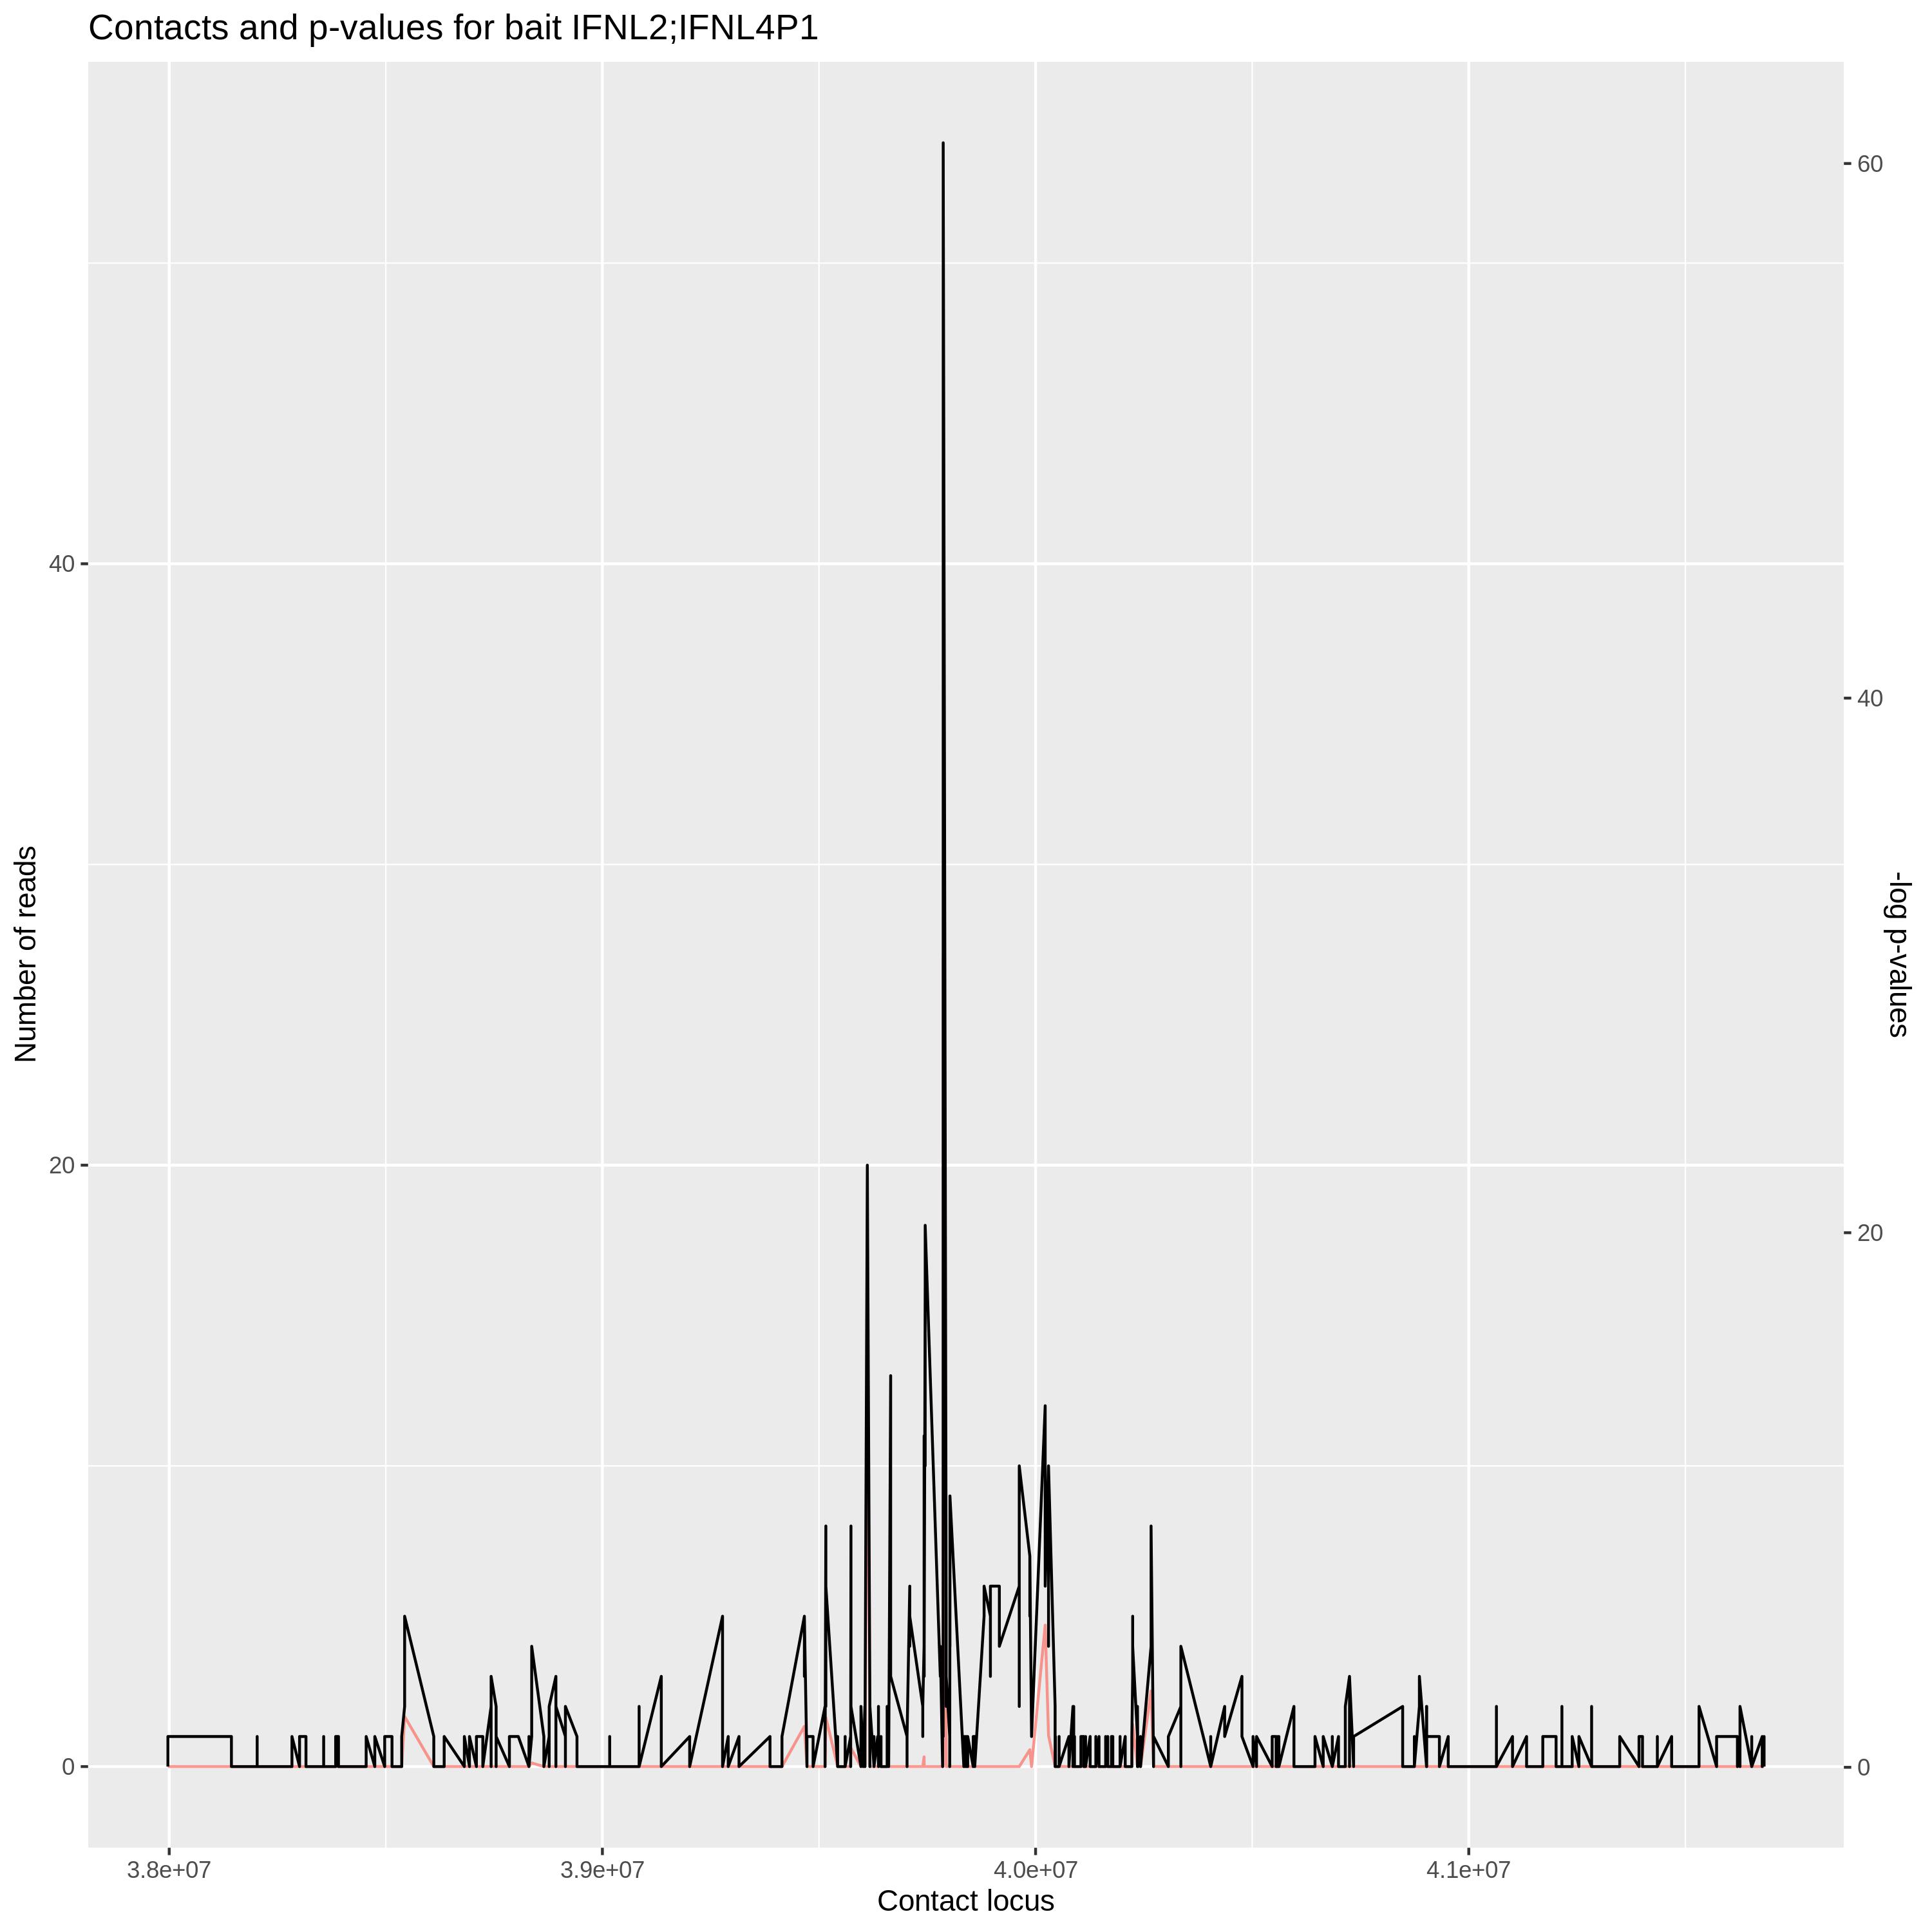 Contacts and p-values for bait IFNL2;IFNL4P1
60
40
40
Number of reads
-log p-values
20
20
0
0
3.8e+07
3.9e+07
4.0e+07
4.1e+07
Contact locus